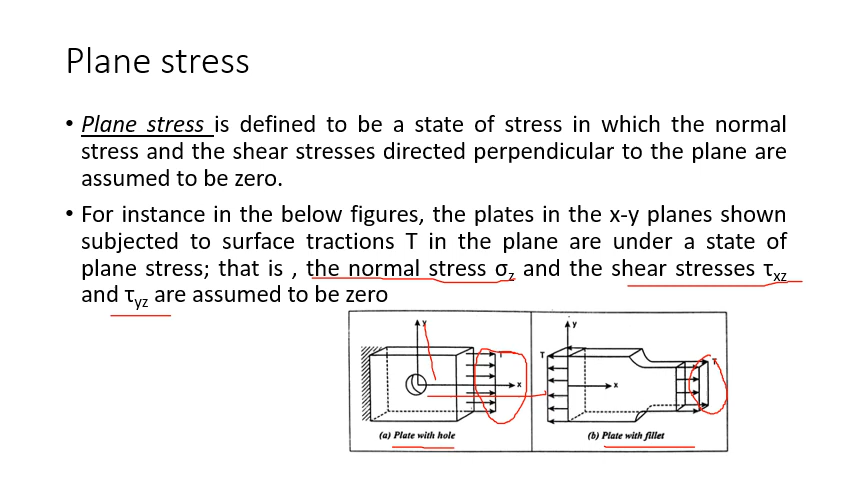 Plane stress
• Plane stress is defined to be a state of stress in which the normal
stress and the shear stresses directed perpendicular to the plane are
assumed to be zero.
• For instance in the below figures, the plates in the x-y planes shown
subjected to surface tractions T in the plane are under a state of
plane stress; that is , the normal stress σz and the shear stresses τxz
and τyz are assumed to be zero
y
T
x
(a) Plate with hole
y
T
T
x
(b) Plate with fillet